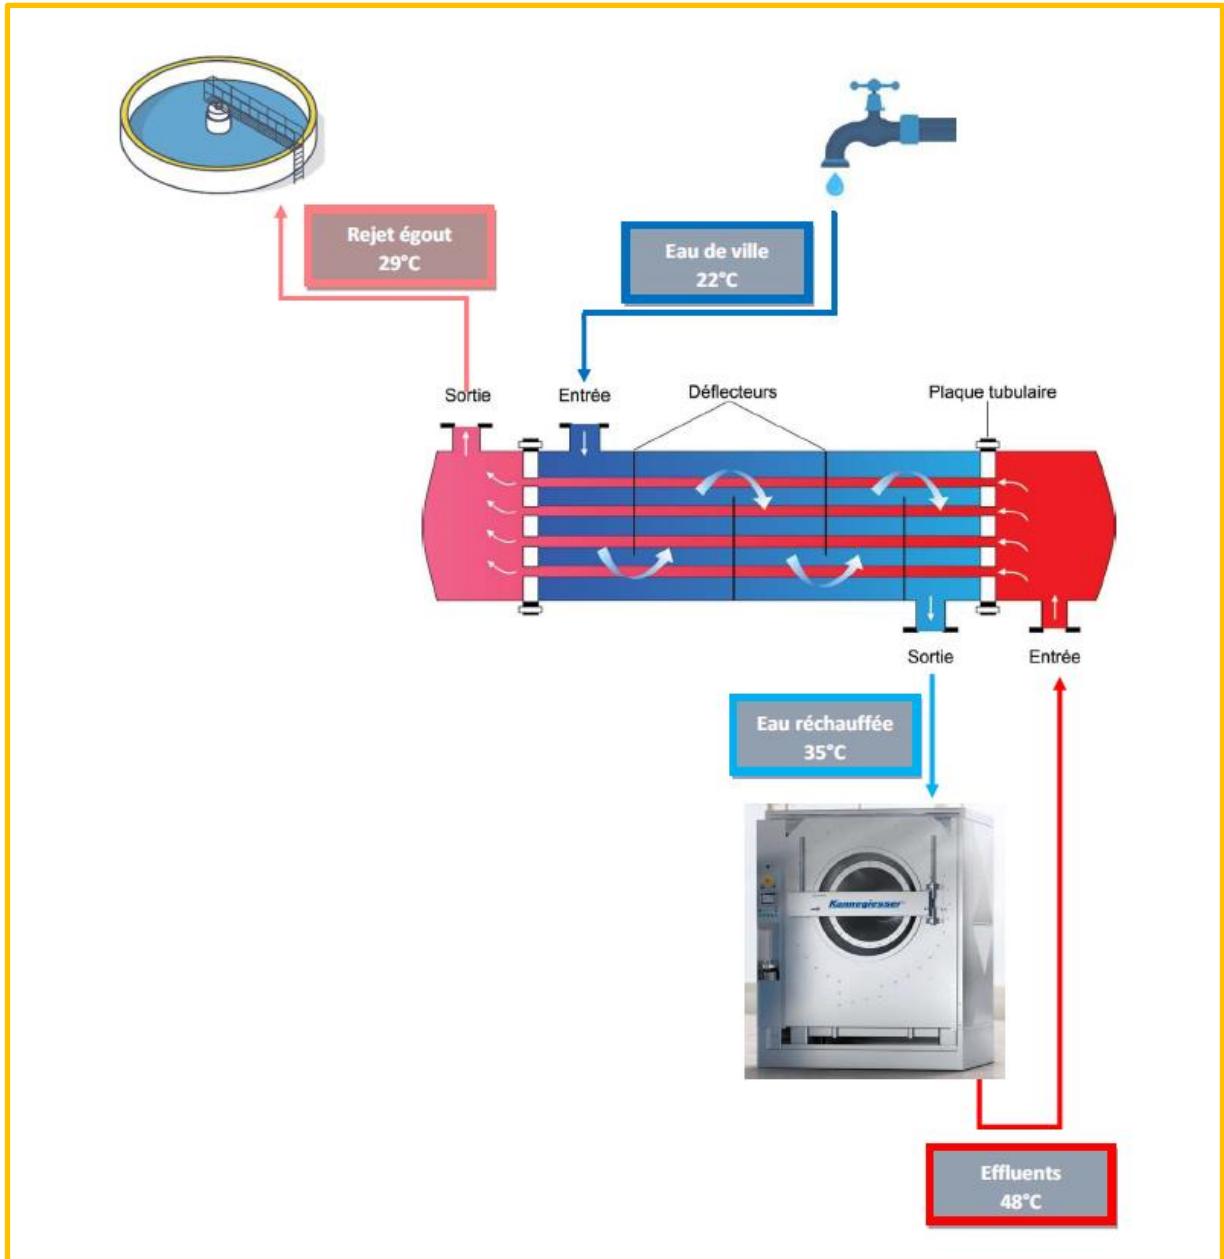 Rejet égout
29°C
Eau de ville
22°C
Sortie
Entrée
Déflecteurs
Plaque tubulaire
Sortie
Entrée
Eau réchauffée
35°C
Kannegiesser
Effluents
48°C